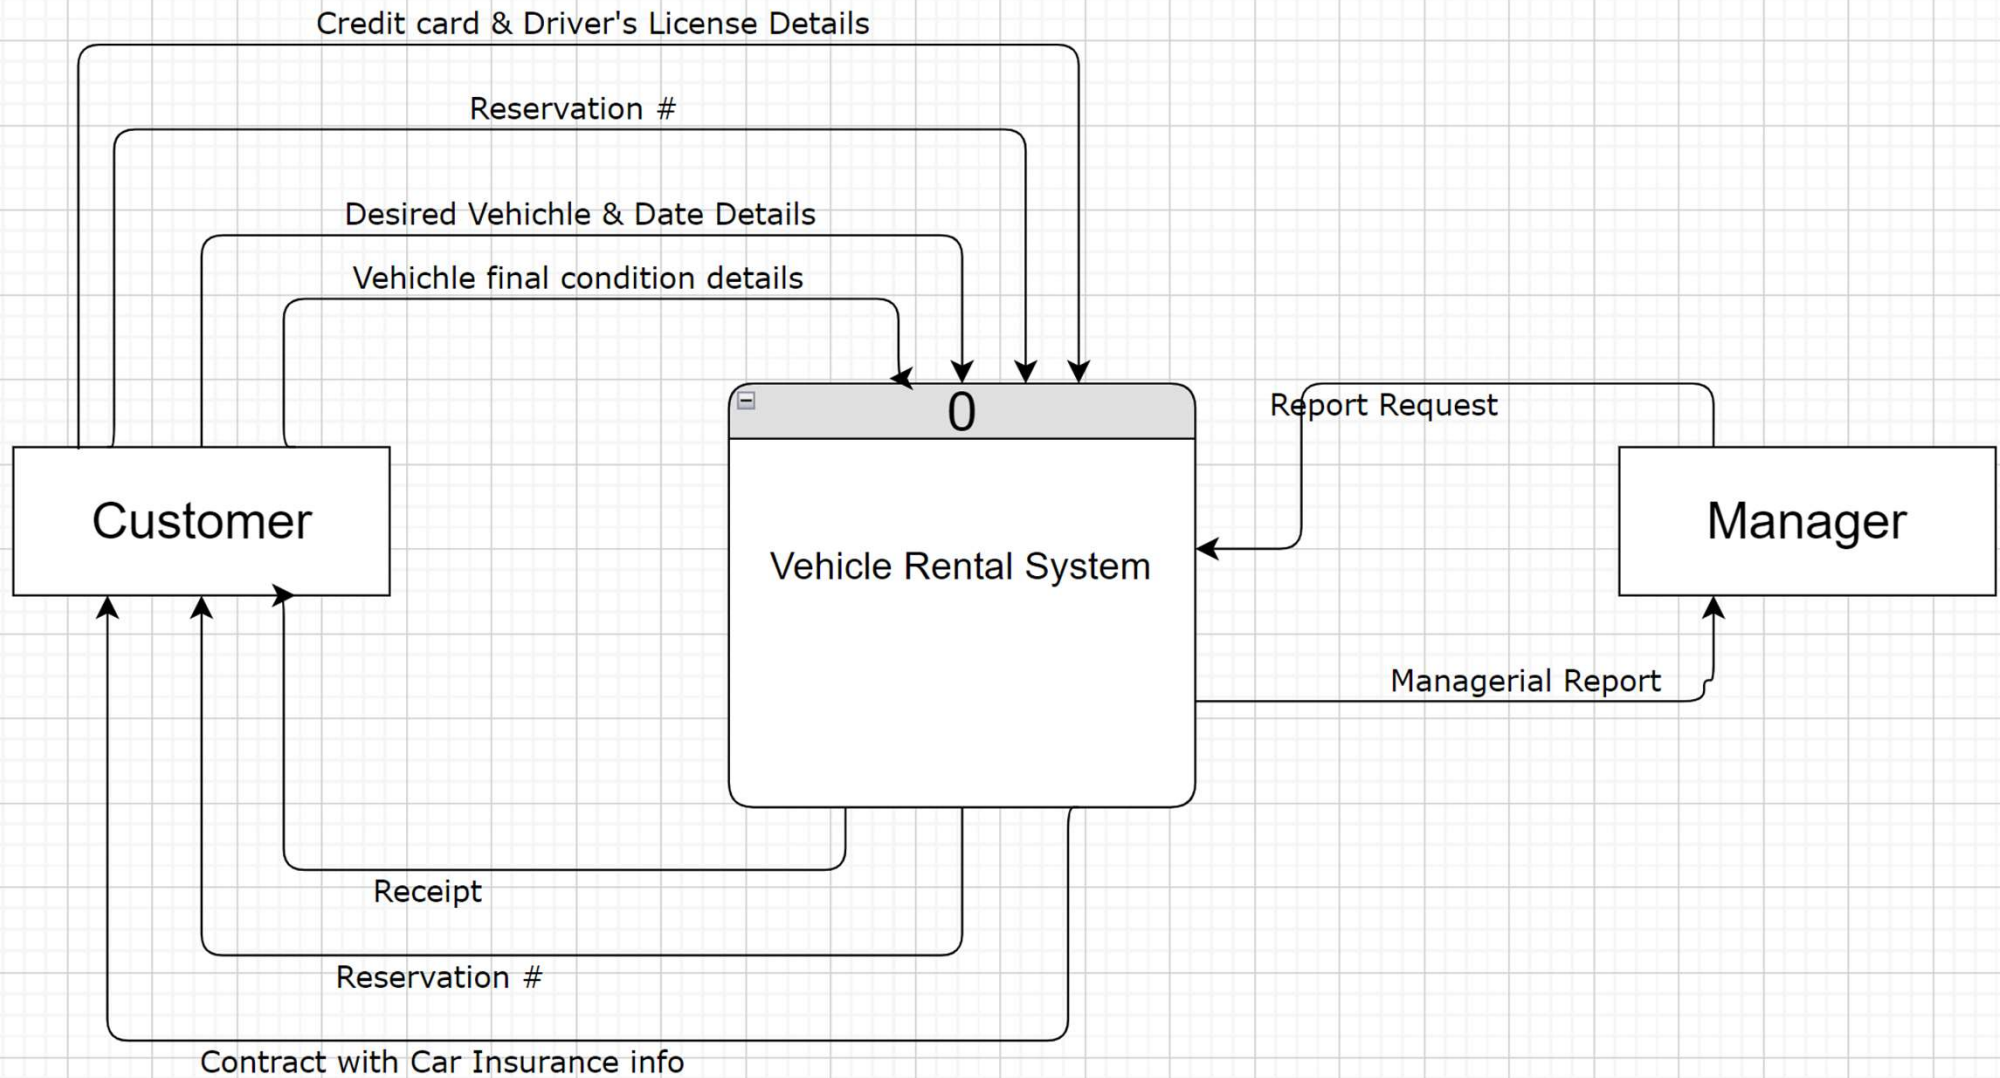 Credit card & Driver's License Details
Reservation #
Desired Vehichle & Date Details
Vehichle final condition details
0
Report Request
Customer
Manager
Vehicle Rental System
Managerial Report
Receipt
Reservation #
Contract with Car Insurance info